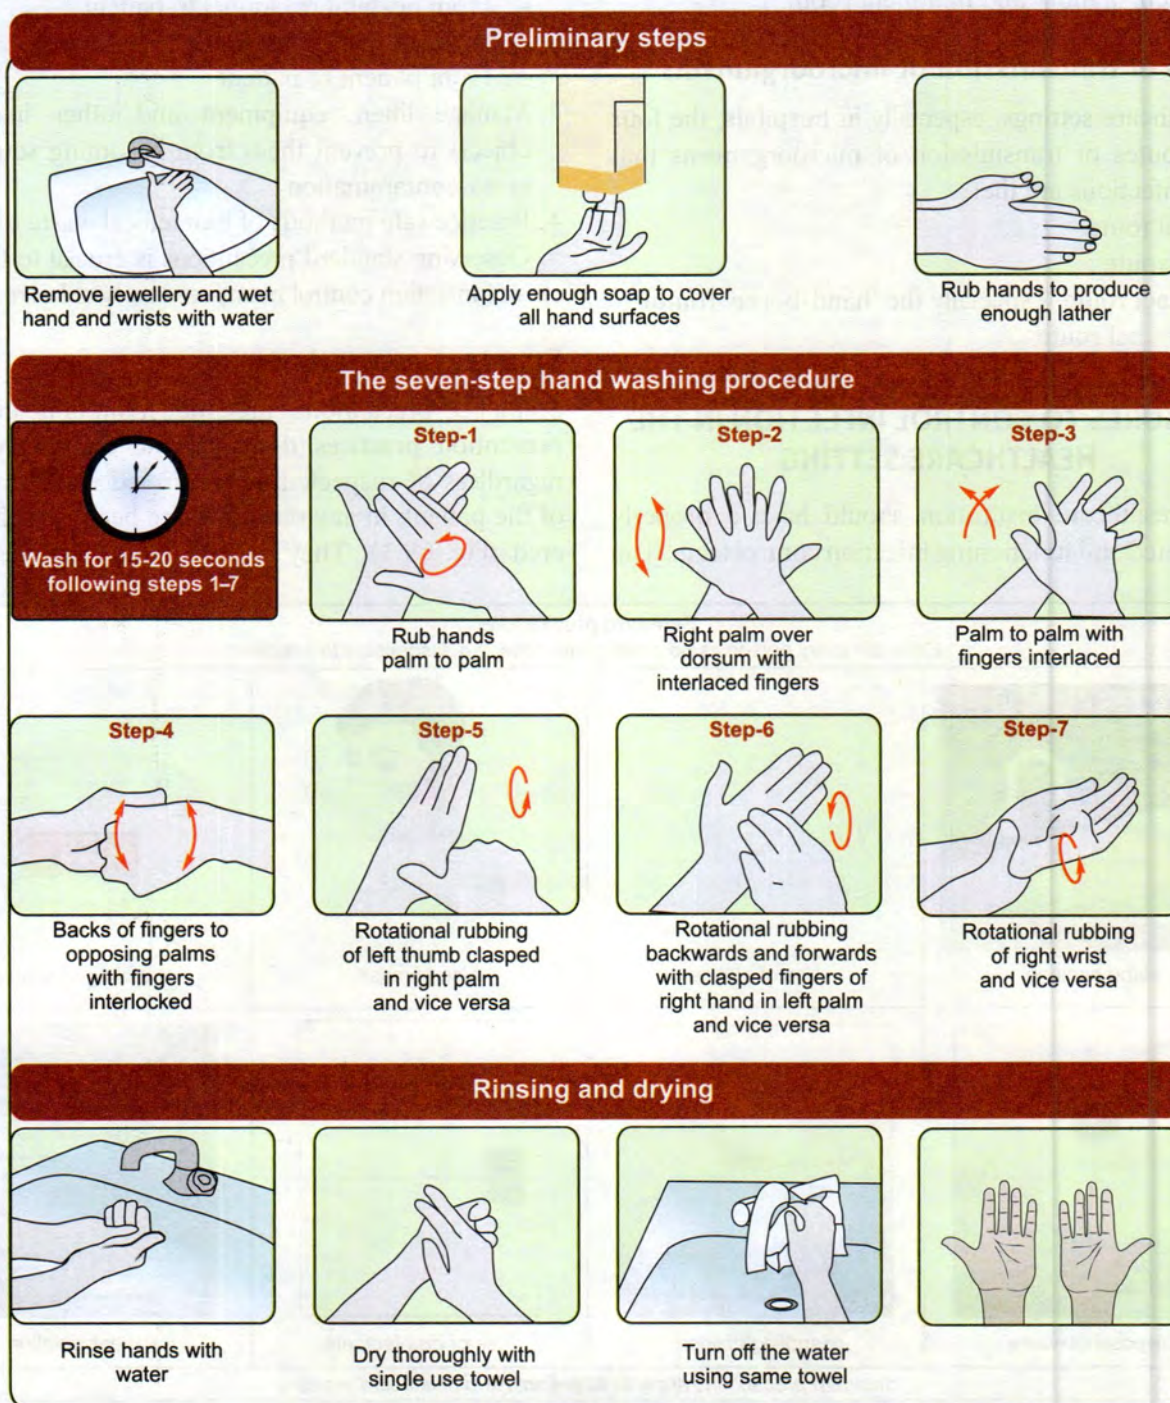 Preliminary steps
Remove jewellery and wet
hand and wrists with water
Apply enough soap to cover
all hand surfaces
Rub hands to produce
enough lather
The seven-step hand washing procedure
Wash for 15-20 seconds
following steps 1–7
Step-1
Rub hands
palm to palm
Step-2
Right palm over
dorsum with
interlaced fingers
Step-3
Palm to palm with
fingers interlaced
Step-4
Backs of fingers to
opposing palms
with fingers
interlocked
Step-5
Rotational rubbing
of left thumb clasped
in right palm
and vice versa
Step-6
Rotational rubbing
backwards and forwards
with clasped fingers of
right hand in left palm
and vice versa
Step-7
Rotational rubbing
of right wrist
and vice versa
Rinsing and drying
Rinse hands with
water
Dry thoroughly with
single use towel
Turn off the water
using same towel